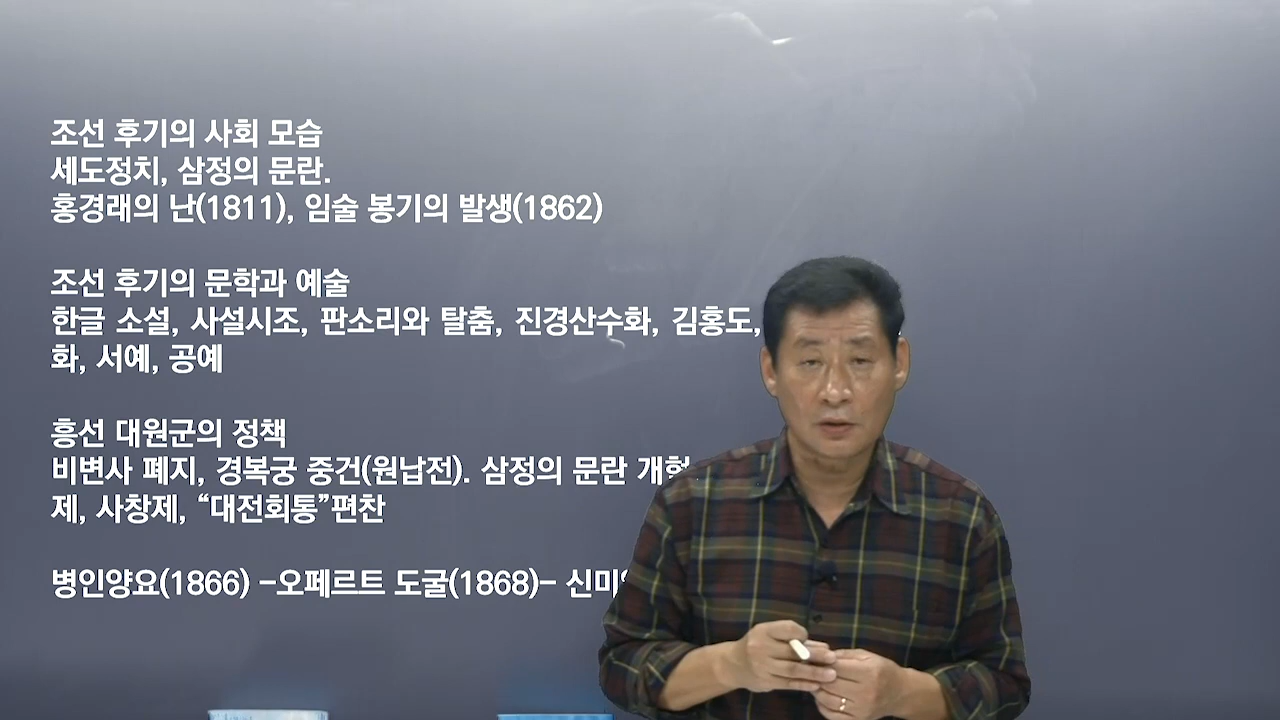 조선 후기의 사회 모습
세도정치, 삼정의 문란.
홍경래의 난(1811), 임술 봉기의 발생(1862)
조선 후기의 문학과 예술
한글 소설, 사설시조, 판소리와 탈춤, 진경산수화, 김홍도,
화, 서예, 공예
흥선 대원군의 정책
비변사 폐지, 경복궁 중건(원납전). 삼정의 문란
제, 사창제, “대전회통”편찬
병인양요(1866) -오페르트 도굴(1868)-